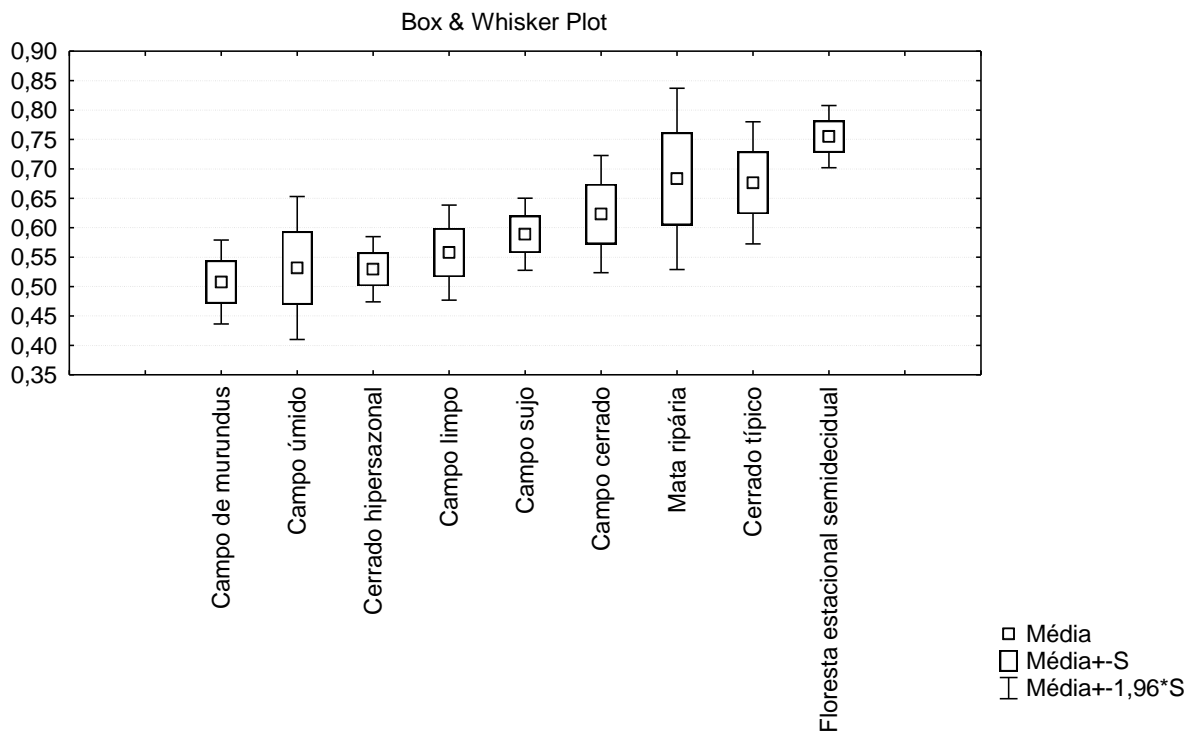 Box & Whisker Plot
0,90
0,85
0,80
0,75
0,70
0,65
0,60
0,55
0,50
0,45
0,40
0,35
Campo de murundus
Campo úmido
Cerrado hipersazonal
Campo limpo
Campo sujo
Campo cerrado
Mata ripária
Cerrado típico
Floresta estacional semidecidual
Média
Média+-S
Média+-1,96*S